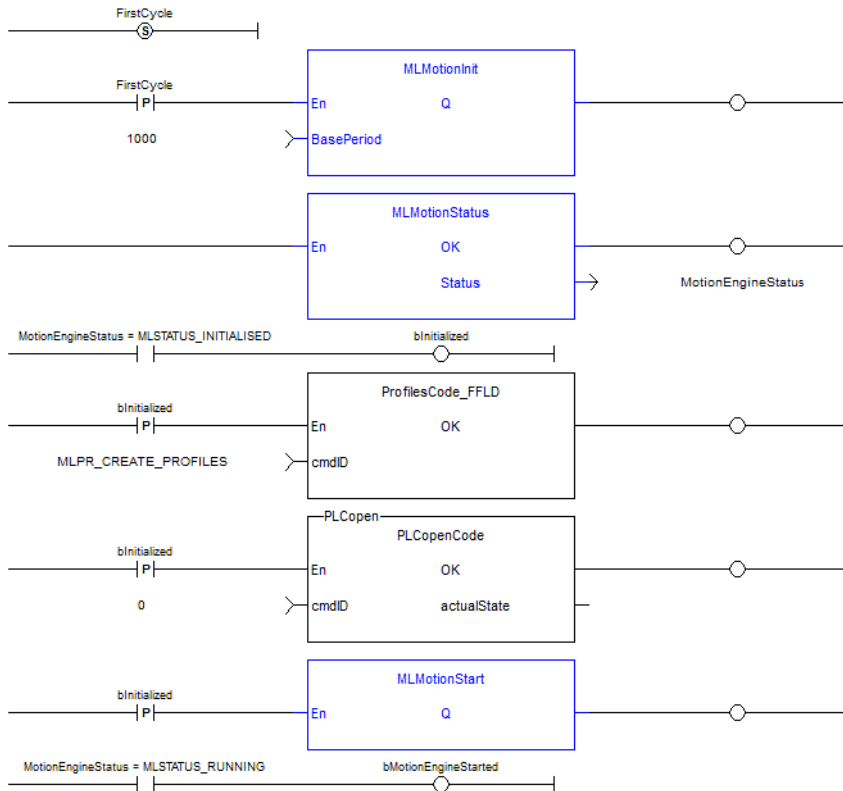 FirstCycle
S
MLMotionInit
FirstCycle
P
En Q
1000
BasePeriod
MLMotionStatus
En OK
Status
MotionEngineStatus
MotionEngineStatus = MLSTATUS_INITIALISED
bInitialized
ProfilesCode_FFLD
bInitialized
P
En OK
MLPR_CREATE_PROFILES
cmdID
PLCopen
PLCopenCode
bInitialized
P
En OK
0
cmdID actualState
MLMotionStart
bInitialized
P
En Q
MotionEngineStatus = MLSTATUS_RUNNING
bMotionEngineStarted